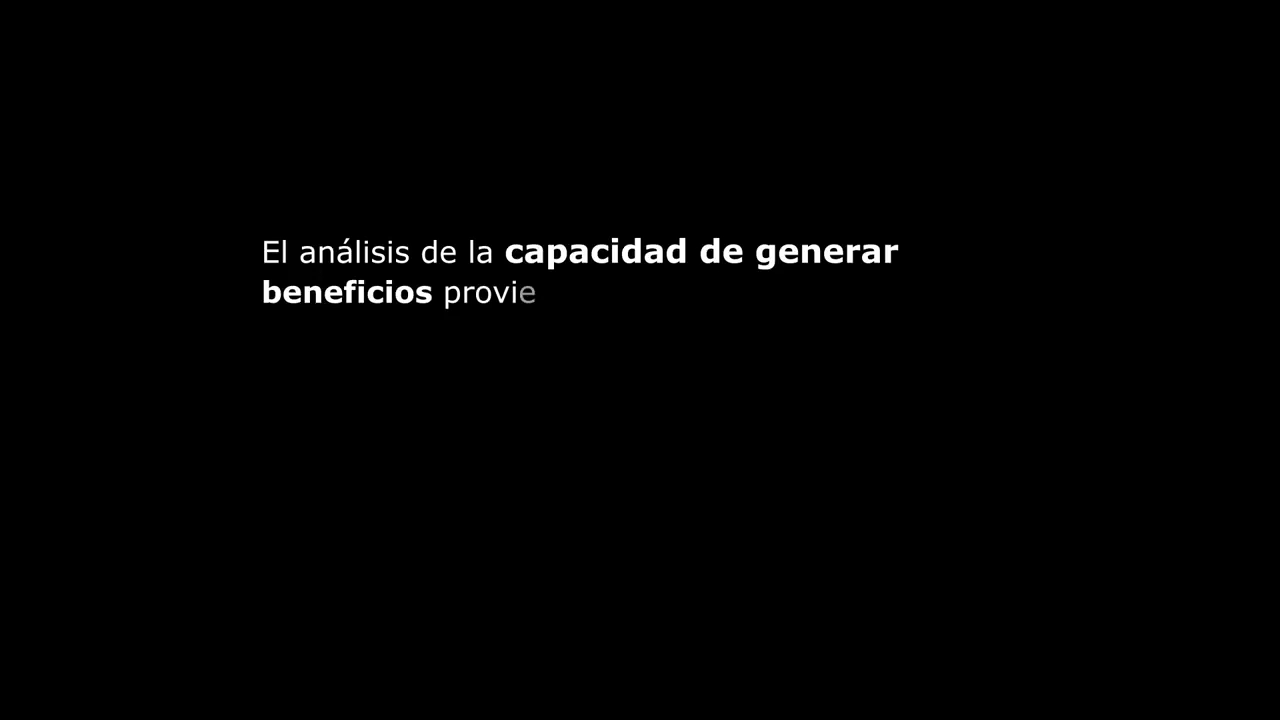 El análisis de la capacidad de generar
beneficios provie